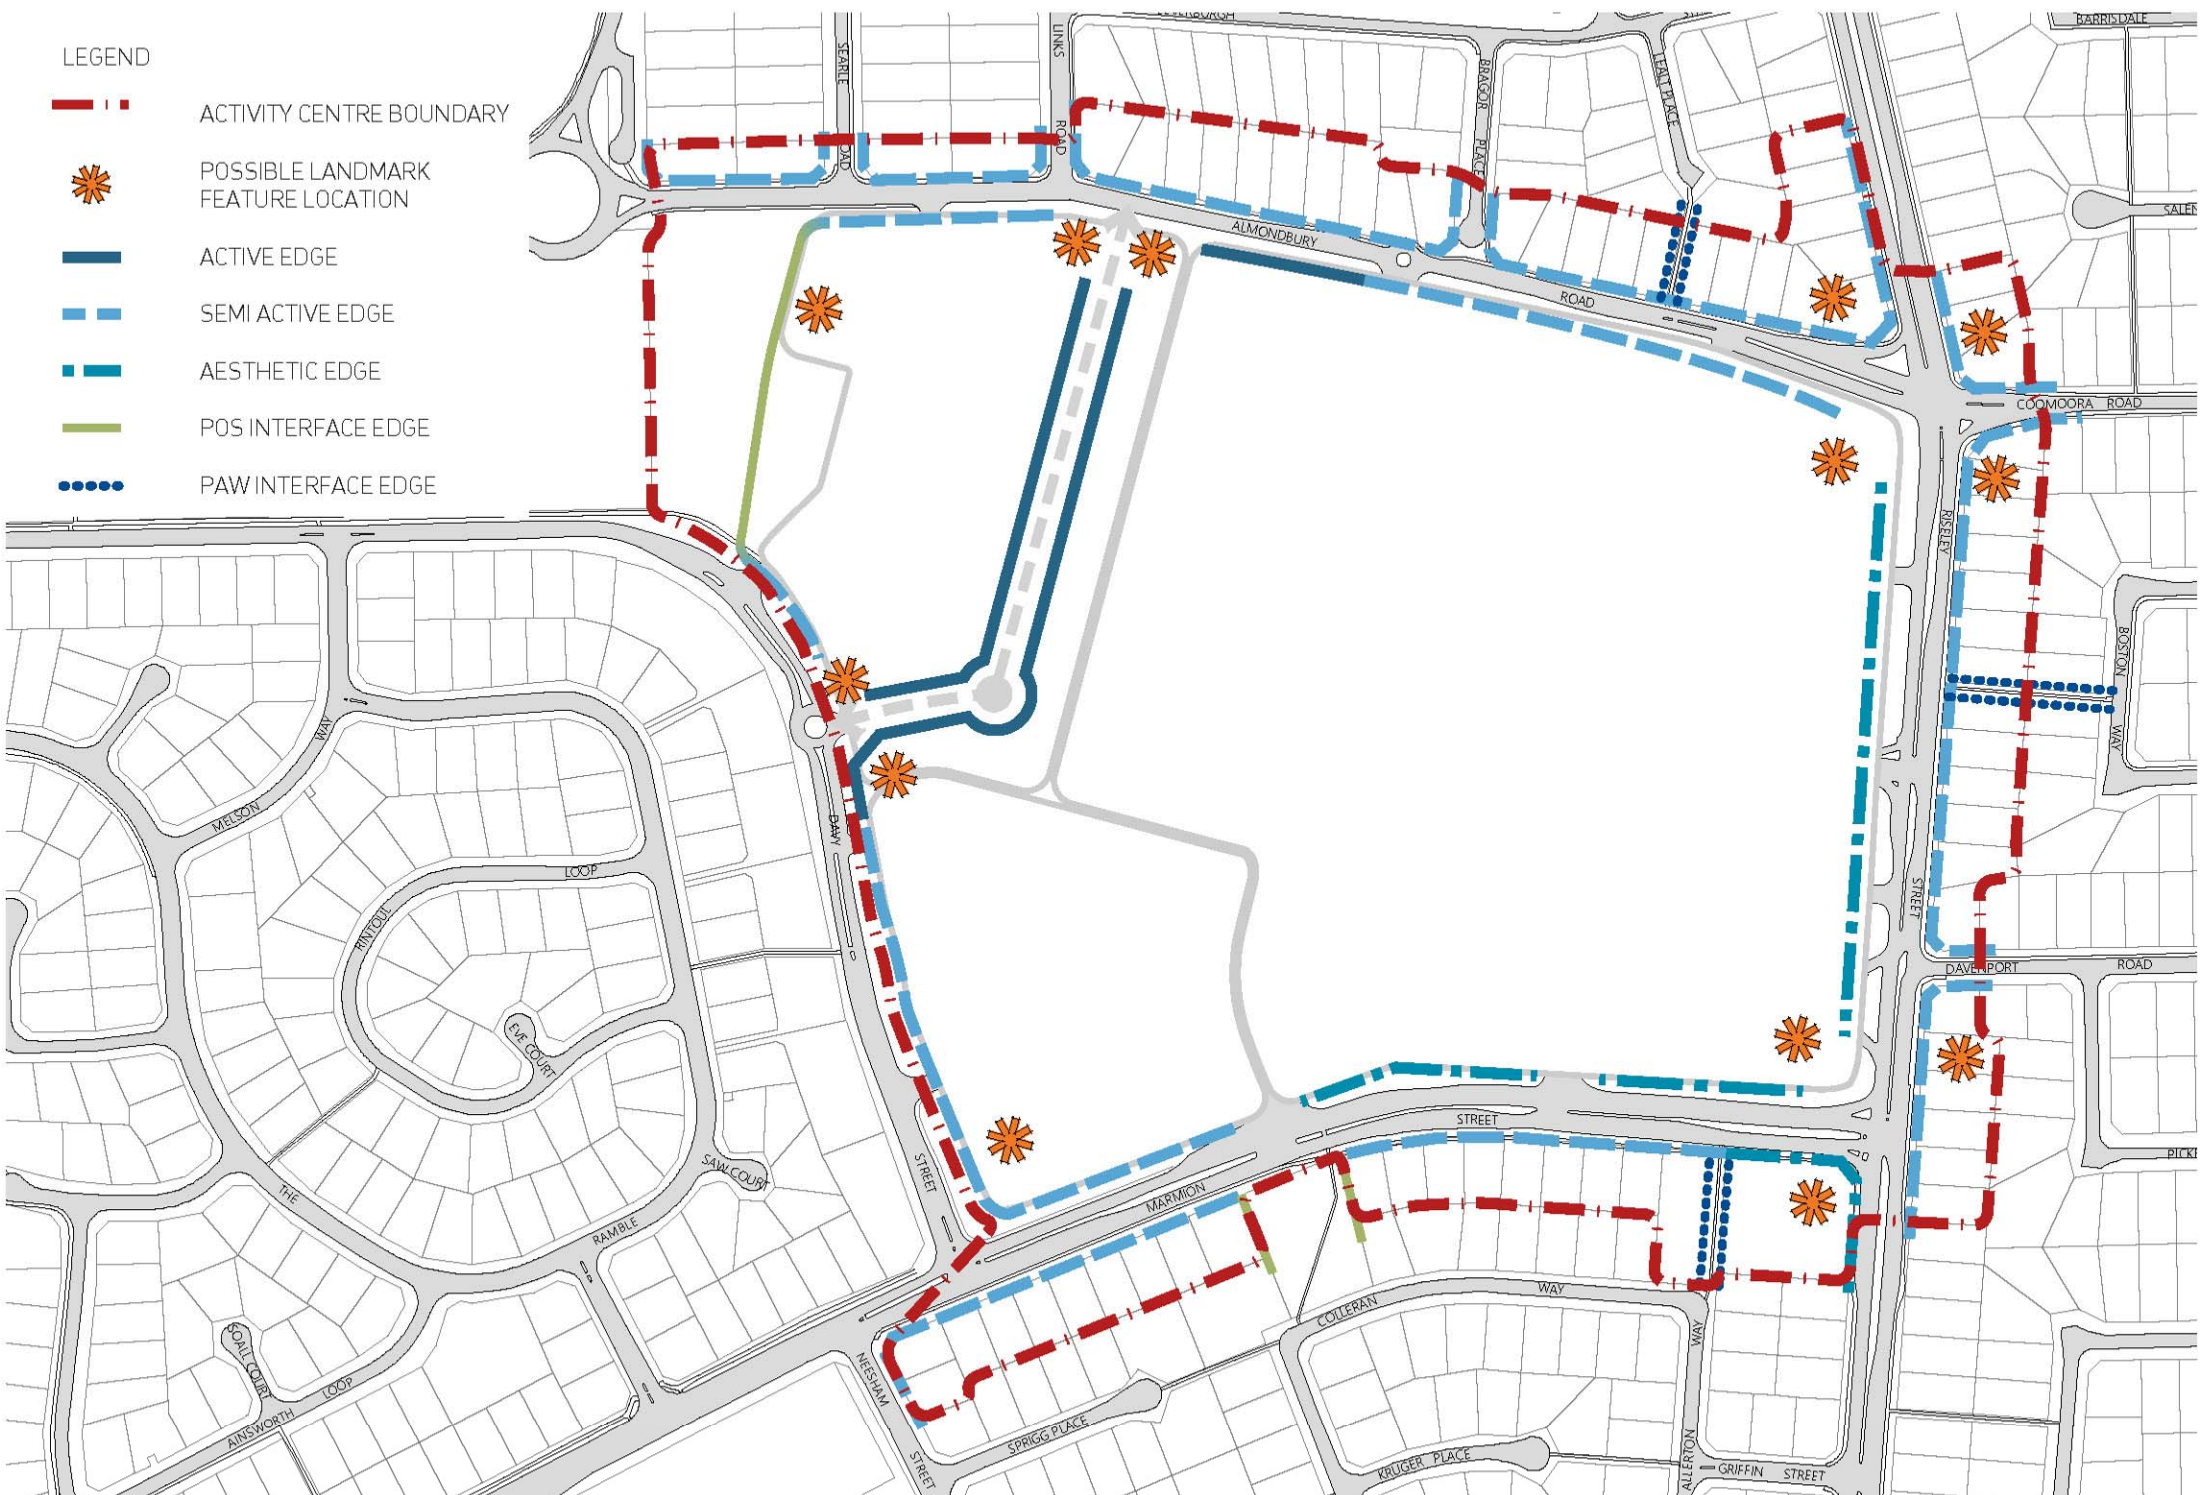 LEGEND
ACTIVITY CENTRE BOUNDARY
POSSIBLE LANDMARK
FEATURE LOCATION
ACTIVE EDGE
SEMI ACTIVE EDGE
AESTHETIC EDGE
POS INTERFACE EDGE
PAW INTERFACE EDGE
SEARLE
LINKS
ROAD
BRAGOR PLACE
LEALT PLACE
BARRISDALE
ALMONDBURY
ROAD
COOMOORA ROAD
RISELEY
STREET
BOSTON
WAY
DAVENPORT
ROAD
MELSON
WAY
LOOP
RINTOUL
EVE COURT
DAVY
STREET
SAW COURT
THE
RAMBLE
SOALL COURT
LOOP
AINSWORTH
MARMION
STREET
NEESHAM
STREET
SPRIGG PLACE
COLLERAN
WAY
WAY
ALLERTON
KRUGER PLACE
GRIFFIN STREET